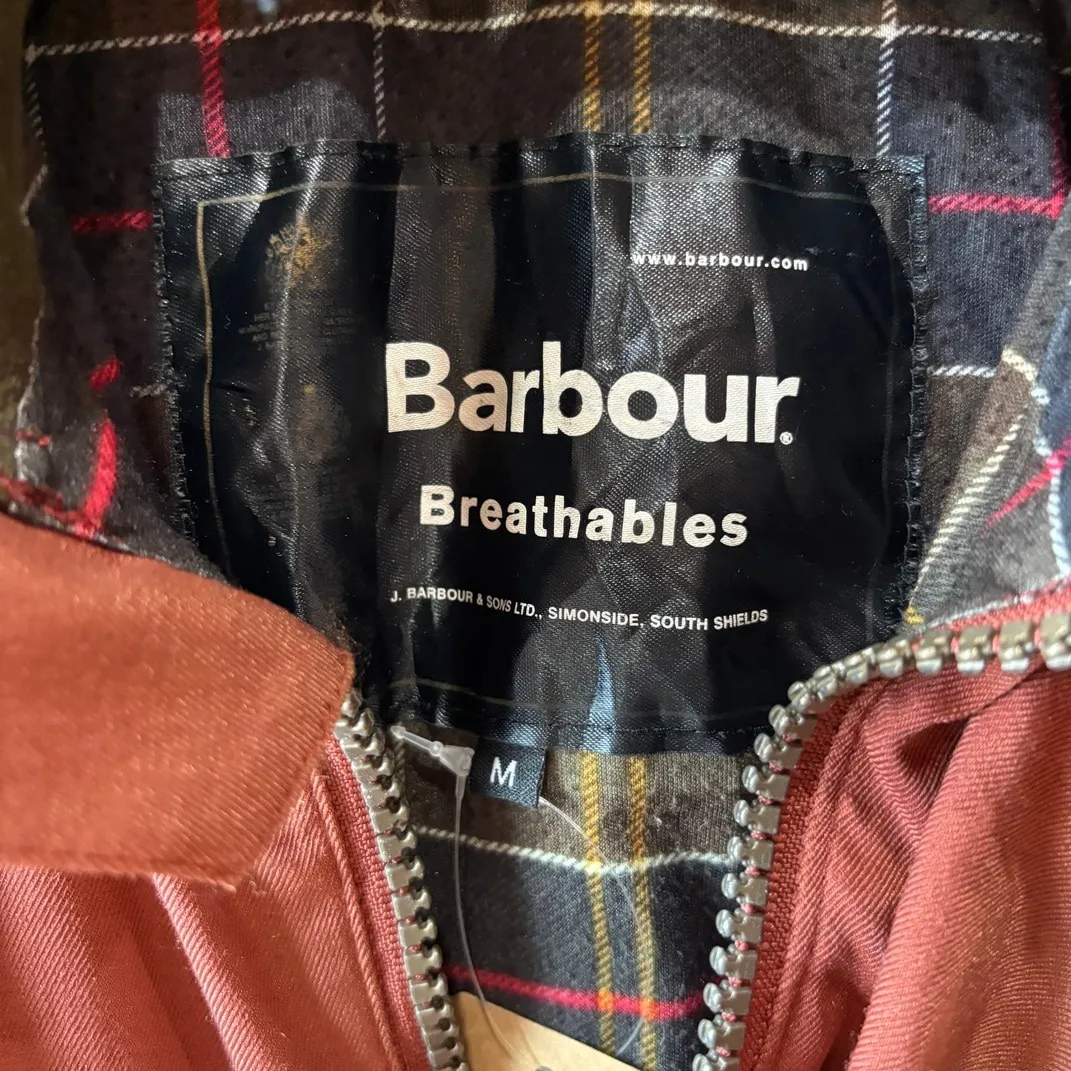 www.barbour.com
Barbour®
Breathables
J. BARBOUR & SONS LTD., SIMONSIDE, SOUTH SHIELDS
M